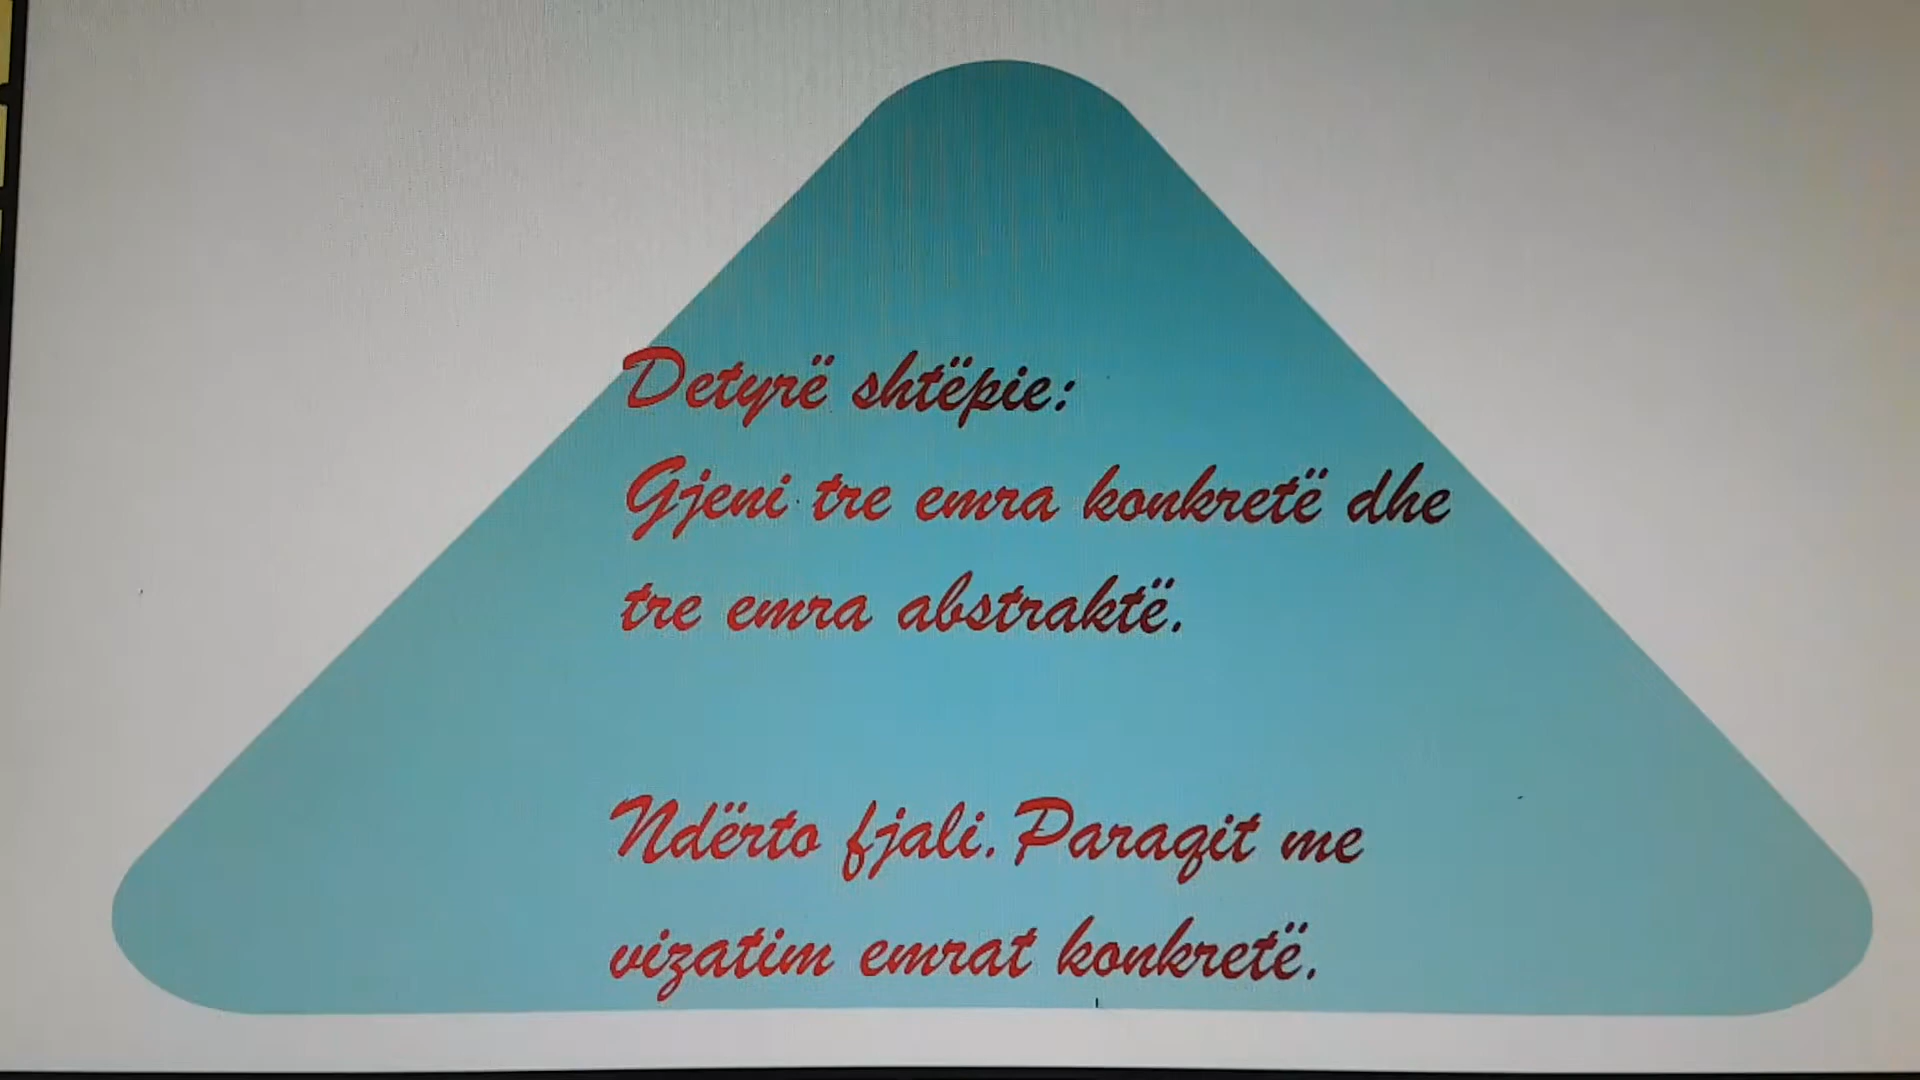 Detyrë shtëpie:
Gjeni tre emra konkretë dhe
tre emra abstraktë.
Ndërto fjali. Paraqit me
vizatim emrat konkretë.